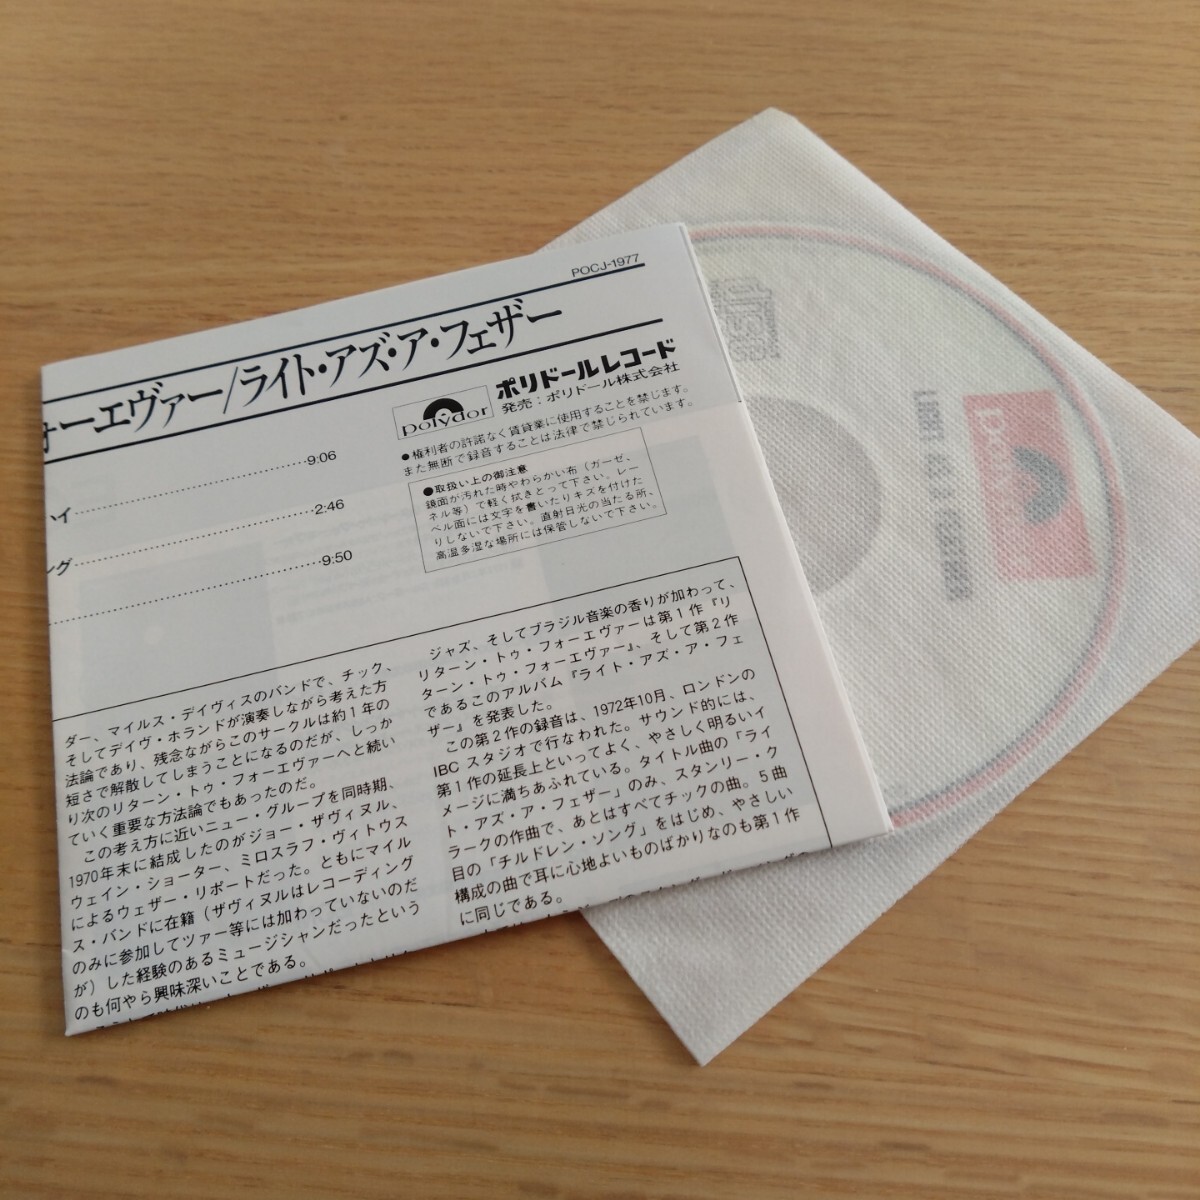 POCJ-1977
ォーエヴァー/ライト・アズ・ア・フェザー
9:06
ハイ
2:46
ング
9:50
polydor
ポリドールレコード
発売：ポリドール株式会社
●権利者の許諾なく賃貸業に使用することを禁じます。
また無断で録音することは法律で禁じられています。
●取扱い上の御注意
鏡面が汚れた時やわらかい布（ガーゼ、
ネル等）で軽く拭きとって下さい。レー
ベル面には文字を書いたりキズを付けた
りしないで下さい。直射日光の当たる所、
高温多湿な場所には保管しないで下さい。
ダー、マイルス・デイヴィスのバンドで、チック、
そしてデイヴ・ホランドが演奏しながら考えた方
法論であり、残念ながらこのサークルは約１年の
短さで解散してしまうことになるのだが、しっか
り次のリターン・トゥ・フォーエヴァーへと続い
ていく重要な方法論でもあったのだ。
この考え方に近いニュー・グループを同時期、
1970年末に結成したのがジョー・ザヴィヌル、
ウェイン・ショーター、ミロスラフ・ヴィトウス
によるウェザー・リポートだった。ともにマイル
ス・バンドに在籍（ザヴィヌルはレコーディング
のみに参加してツァー等には加わっていないのだ
が）した経験のあるミュージシャンだったという
のも何やら興味深いことである。
ジャズ、そしてブラジル音楽の香りが加わって、
リターン・トゥ・フォーエヴァーは第１作『リ
ターン・トゥ・フォーエヴァー』、そして第２作
であるこのアルバム『ライト・アズ・ア・フェ
ザー』を発表した。
この第２作の録音は、1972年10月、ロンドンの
IBCスタジオで行なわれた。サウンド的には、
第１作の延長上といってよく、やさしく明るいイ
メージに満ちあふれている。タイトル曲の「ライ
ト・アズ・ア・フェザー」のみ、スタンリー・ク
ラークの作曲で、あとはすべてチックの曲。５曲
目の「チルドレン・ソング」をはじめ、やさしい
構成の曲で耳に心地よいものばかりなのも第１作
に同じである。